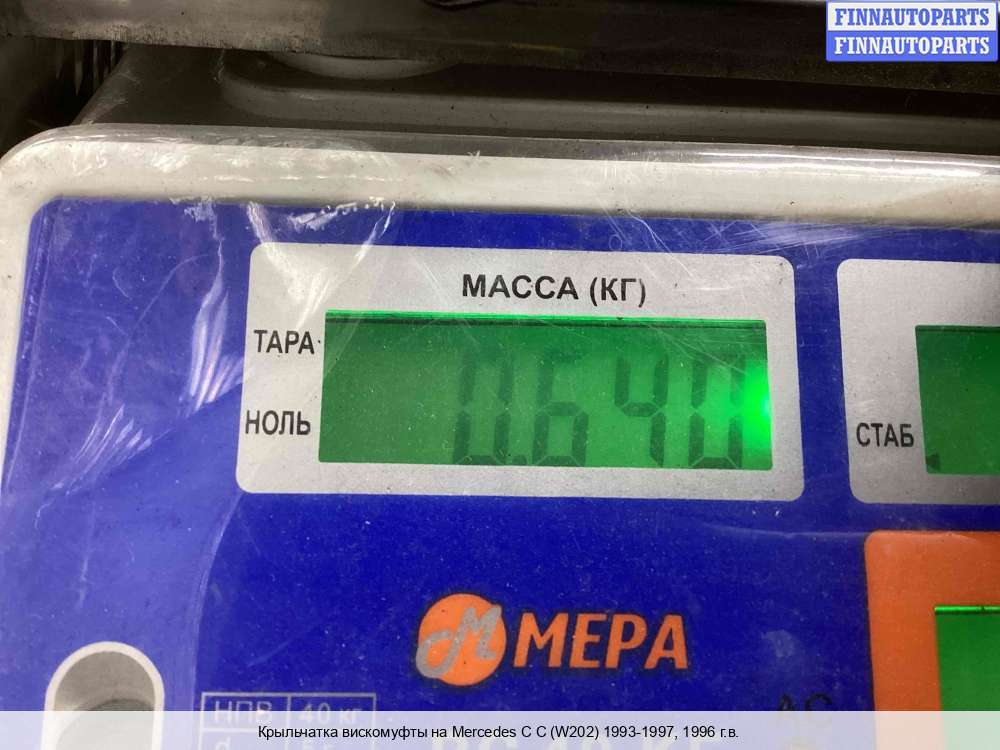 FINNAUTOPARTS
FINNAUTOPARTS
МАССА (КГ)
ТАРА
0.640
НОЛЬ
СТАБ
МЕРА
НПВ 40 кг
Крыльчатка вискомуфты на Mercedes C C (W202) 1993-1997, 1996 г.в.